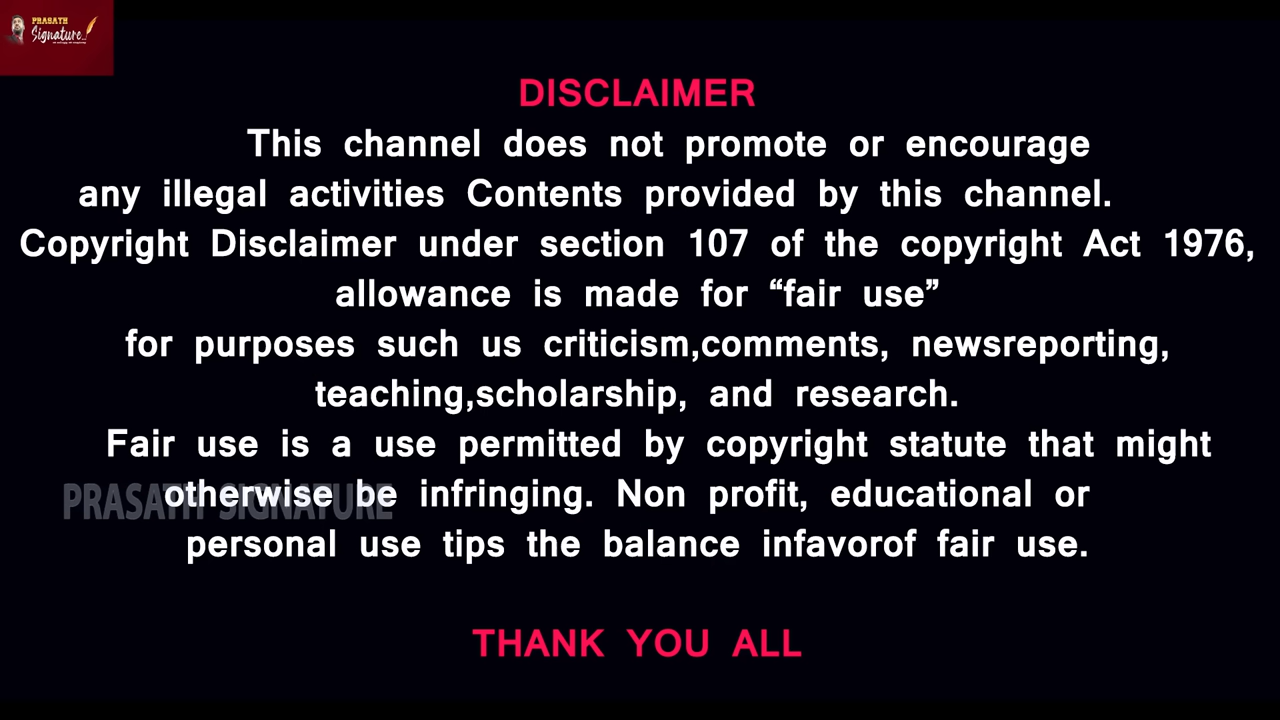 PRASATH
Signature
DISCLAIMER
This channel does not promote or encourage
any illegal activities Contents provided by this channel.
Copyright Disclaimer under section 107 of the copyright Act 1976,
allowance is made for “fair use”
for purposes such us criticism,comments, newsreporting,
teaching,scholarship, and research.
Fair use is a use permitted by copyright statute that might
otherwise be infringing. Non profit, educational or
PRASATH SIGNATURE
personal use tips the balance infavorof fair use.
THANK YOU ALL